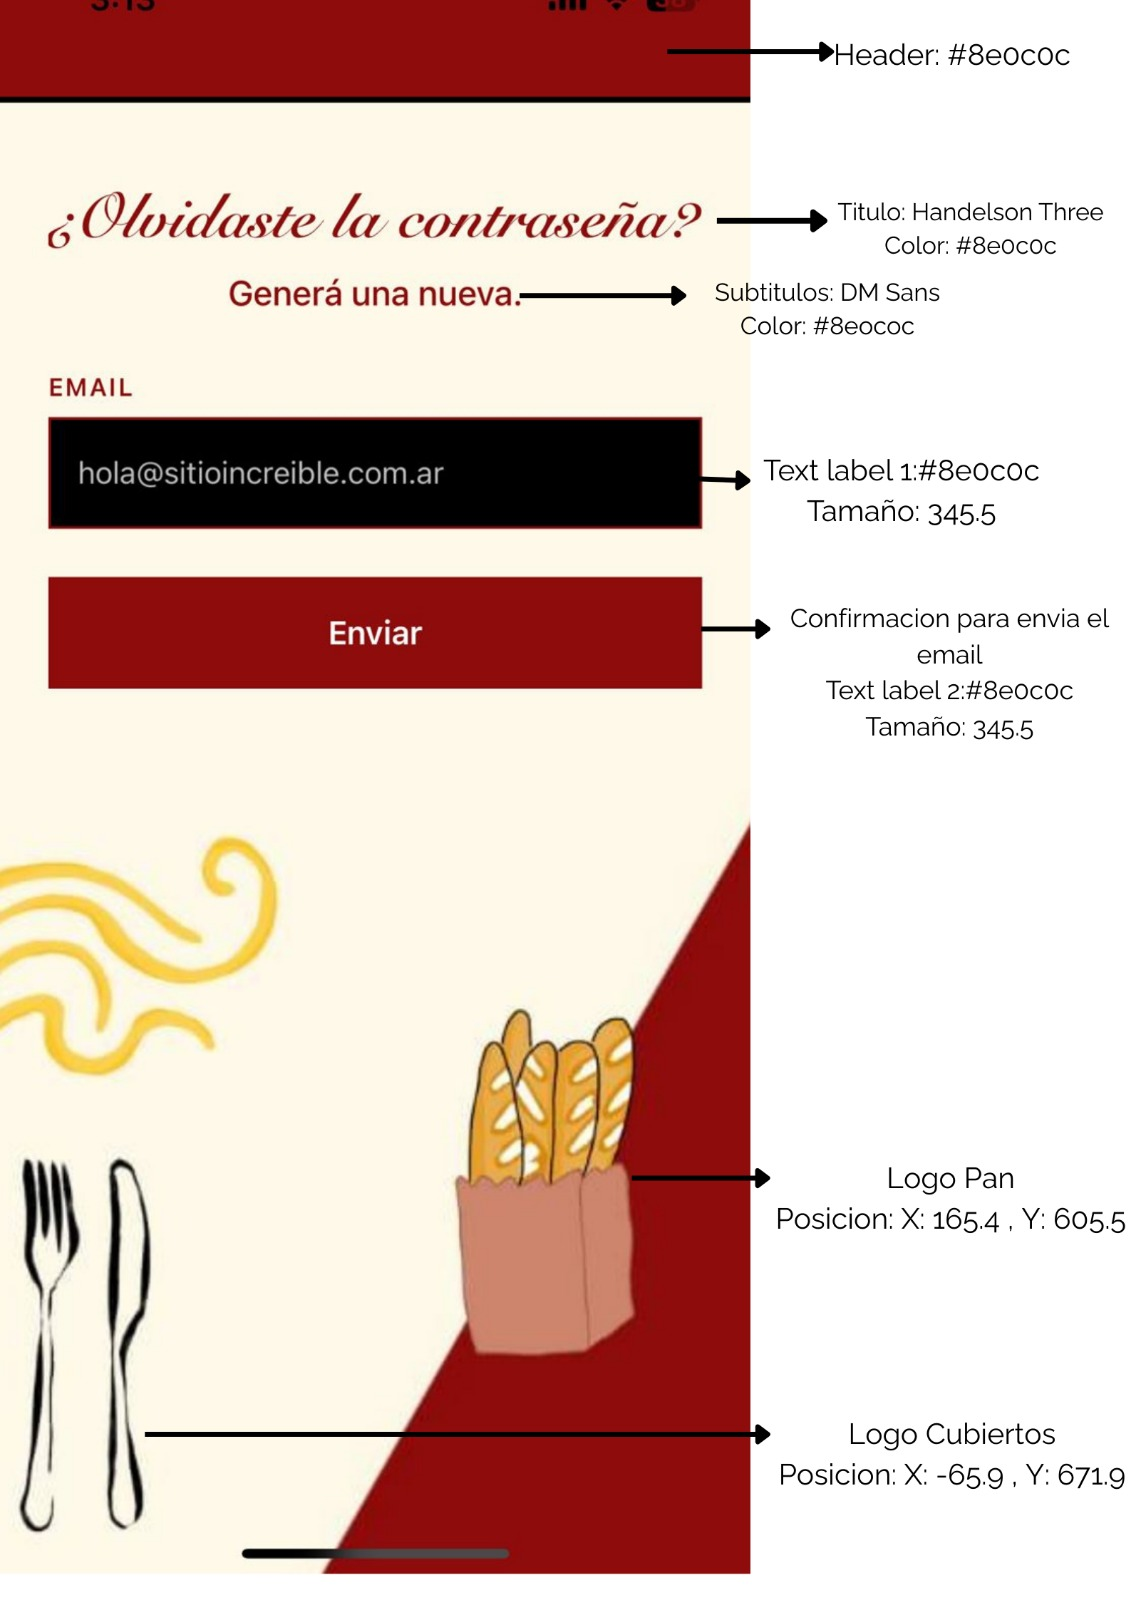 Header: #8e0c0c
¿Olvidaste la contraseña?
Titulo: Handelson Three
Color: #8e0c0c
Generá una nueva.
Subtitulos: DM Sans
Color: #8eococ
EMAIL
hola@sitioincreible.com.ar
Text label 1:#8e0c0c
Tamaño: 345.5
Enviar
Confirmacion para envia el
email
Text label 2:#8e0c0c
Tamaño: 345.5
Logo Pan
Posicion: X: 165.4 , Y: 605.5
Logo Cubiertos
Posicion: X: -65.9 , Y: 671.9